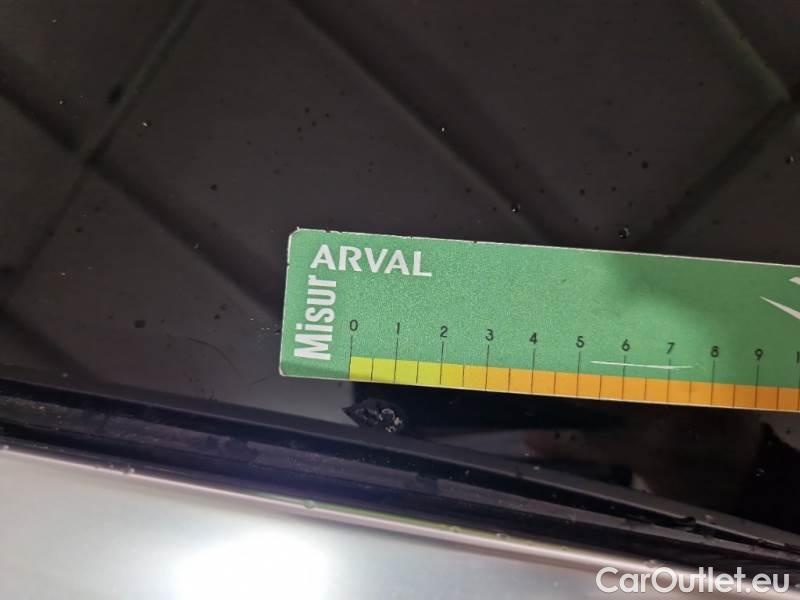 ARVAL
Misur
0 1 2 3 4 5 6 7 8 9
CarOutlet.eu